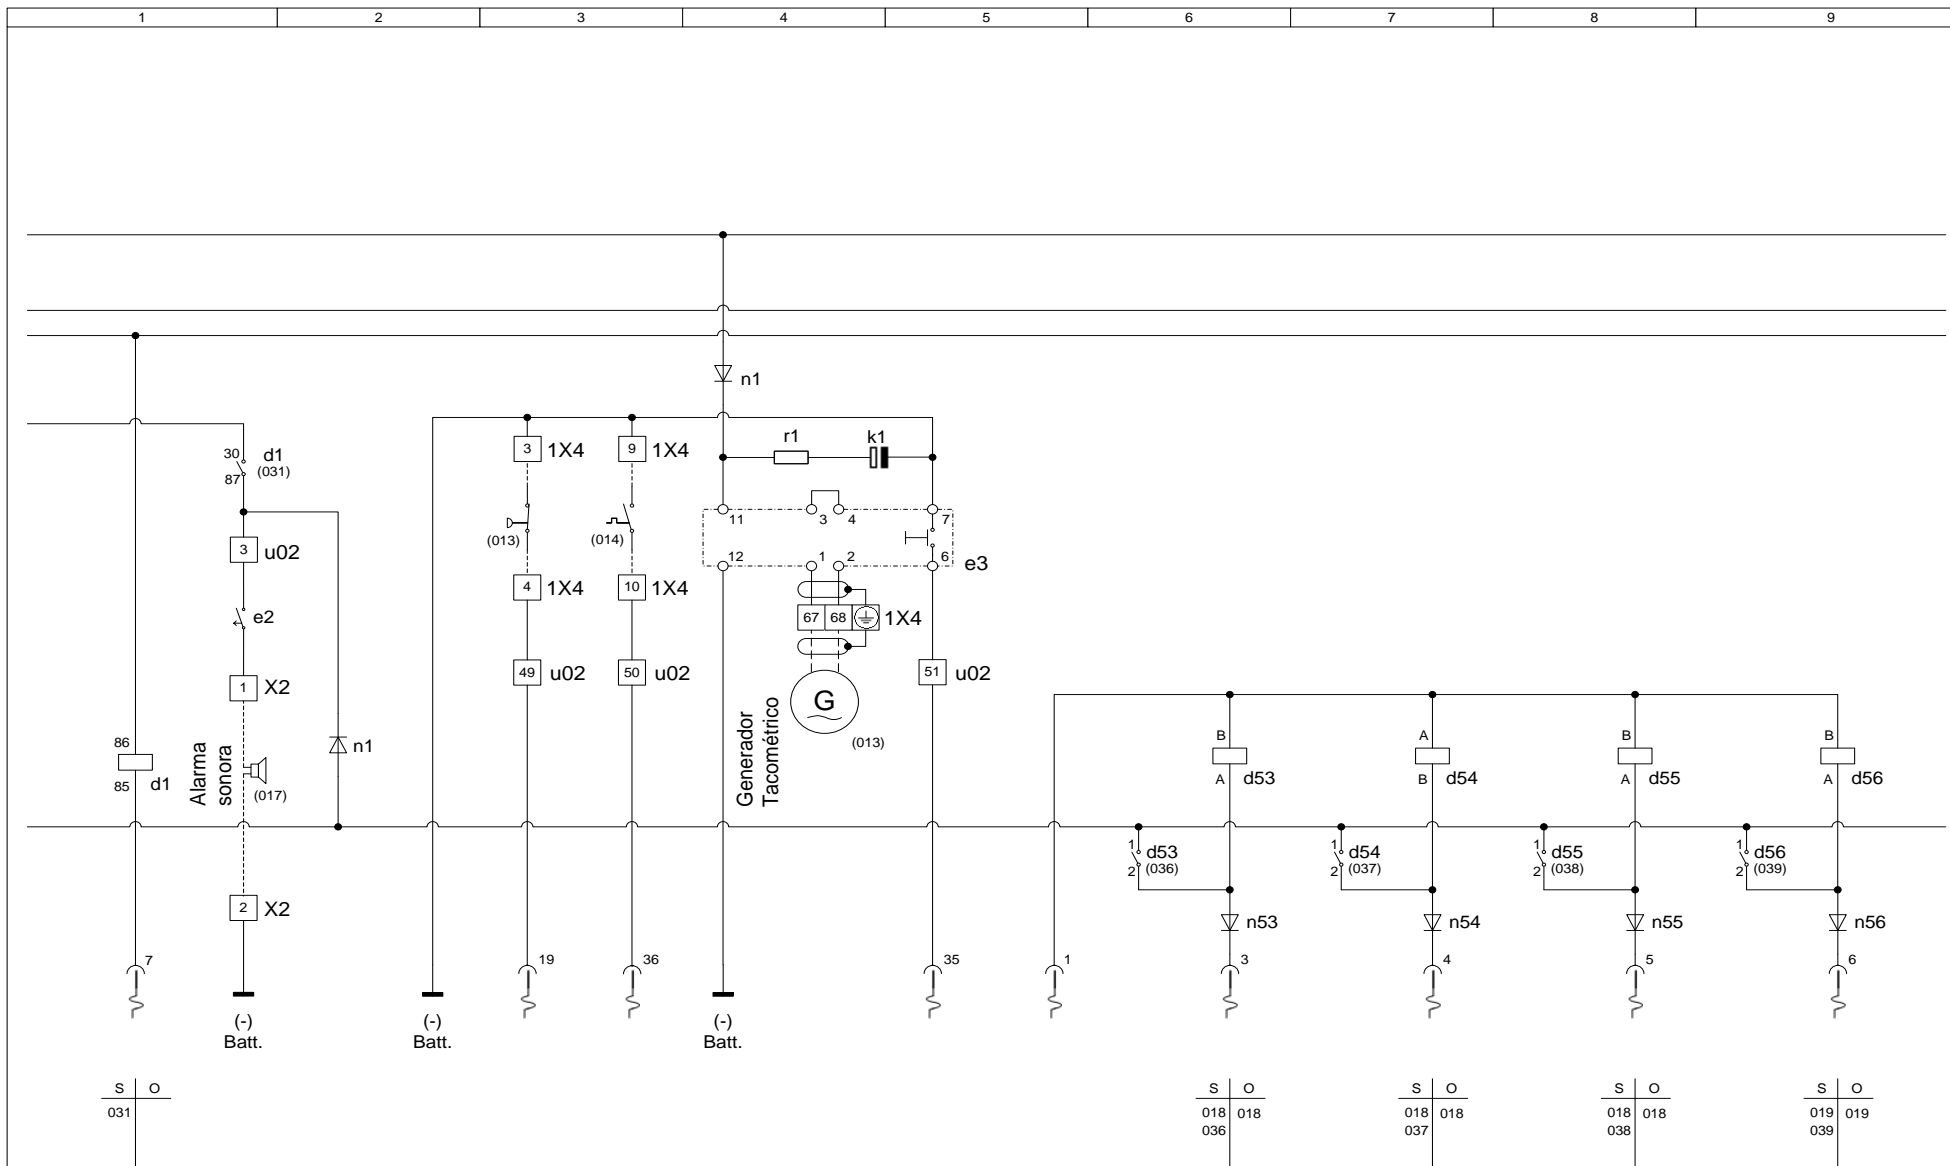 1 2 3 4 5 6 7 8 9
n1
30 d1
(031)
87
3 1X4
9 1X4
r1 k1
11 3 4 7
(013)
(014)
12 1 2 6
e3
3 u02
e2
4 1X4
10 1X4
67 68 1X4
1 X2
49 u02
50 u02
51 u02
G
(013)
Generador
Tacométrico
86
85 d1
Alarma
sonora
(017)
n1
B
A d53
A
B d54
B
A d55
B
A d56
1 d53
2 (036)
1 d54
2 (037)
1 d55
2 (038)
1 d56
2 (039)
2 X2
n53
n54
n55
n56
7 19 36 35 1 3 4 5 6
(-)
Batt.
(-)
Batt.
(-)
Batt.
S O
031
S O
018 018
036
S O
018 018
037
S O
018 018
038
S O
019 019
039